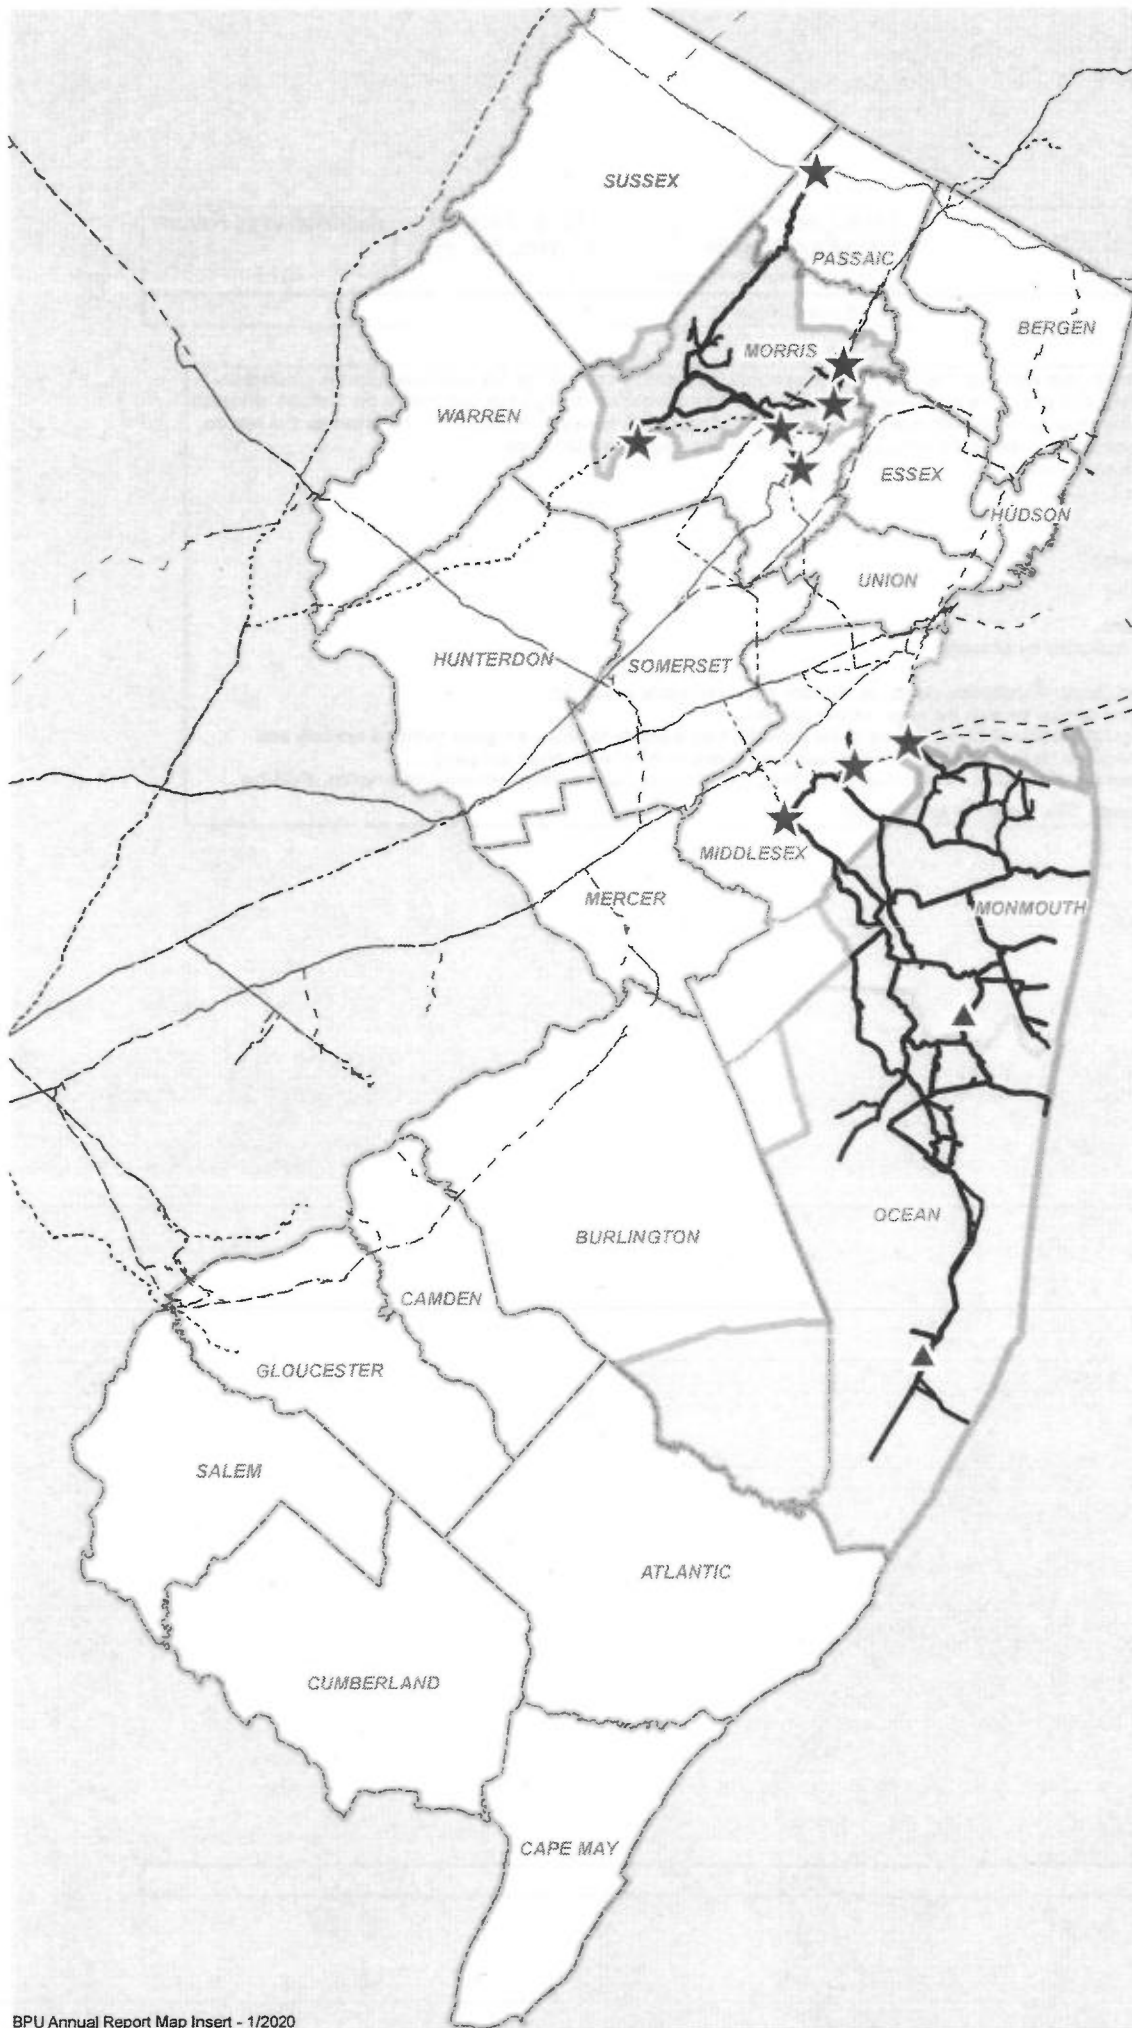 SUSSEX
PASSAIC
BERGEN
MORRIS
WARREN
ESSEX
HUDSON
UNION
HUNTERDON
SOMERSET
MIDDLESEX
MERCER
MONMOUTH
OCEAN
BURLINGTON
CAMDEN
GLOUCESTER
SALEM
ATLANTIC
CUMBERLAND
CAPE MAY
BPU Annual Report Map Insert - 1/2020